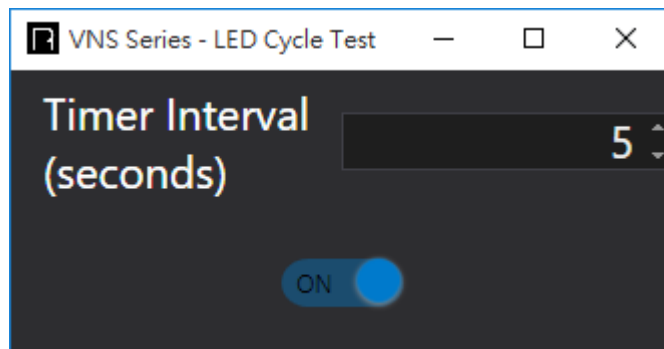 VNS Series - LED Cycle Test
Timer Interval
(seconds)
5
ON